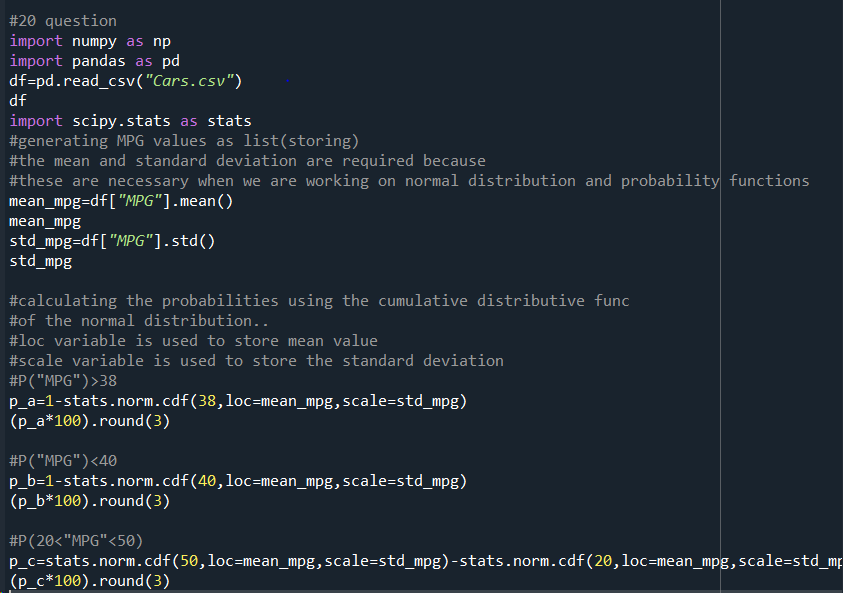 #20 question
import numpy as np
import pandas as pd
df=pd.read_csv("Cars.csv")
df
import scipy.stats as stats
#generating MPG values as list(storing)
#the mean and standard deviation are required because
#these are necessary when we are working on normal distribution and probability functions
mean_mpg=df["MPG"].mean()
mean_mpg
std_mpg=df["MPG"].std()
std_mpg
#calculating the probabilities using the cumulative distributive func
#of the normal distribution..
#loc variable is used to store mean value
#scale variable is used to store the standard deviation
#P("MPG")>38
p_a=1-stats.norm.cdf(38,loc=mean_mpg,scale=std_mpg)
(p_a*100).round(3)
#P("MPG")<40
p_b=1-stats.norm.cdf(40,loc=mean_mpg,scale=std_mpg)
(p_b*100).round(3)
#P(20<"MPG"<50)
p_c=stats.norm.cdf(50,loc=mean_mpg,scale=std_mpg)-stats.norm.cdf(20,loc=mean_mpg,scale=std_mp
(p_c*100).round(3)